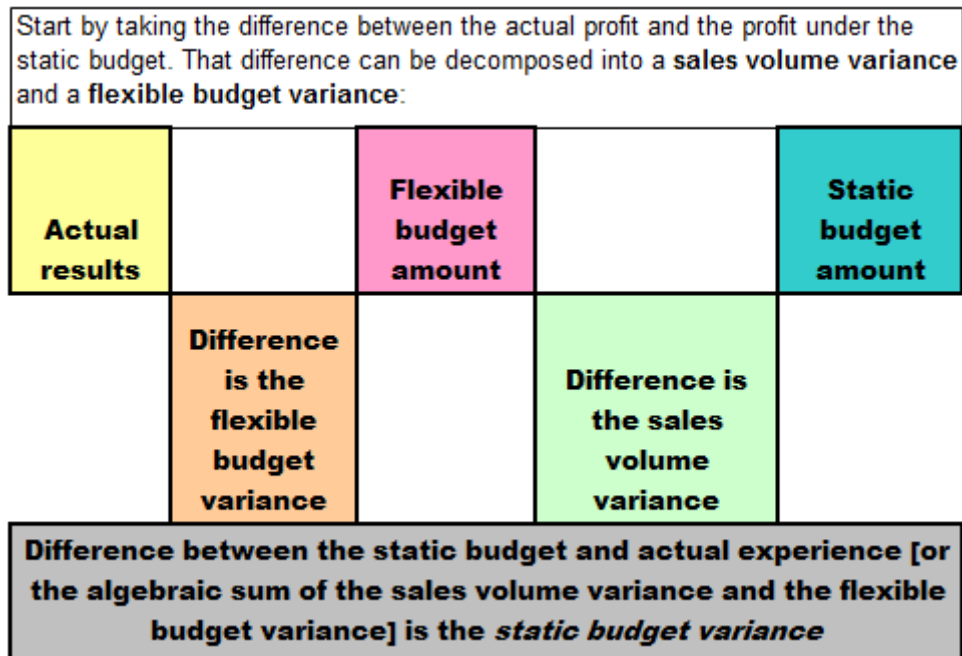 Start by taking the difference between the actual profit and the profit under the
static budget. That difference can be decomposed into a sales volume variance
and a flexible budget variance:
Actual
results
Flexible
budget
amount
Static
budget
amount
Difference
is the
flexible
budget
variance
Difference is
the sales
volume
variance
Difference between the static budget and actual experience [or
the algebraic sum of the sales volume variance and the flexible
budget variance] is the static budget variance